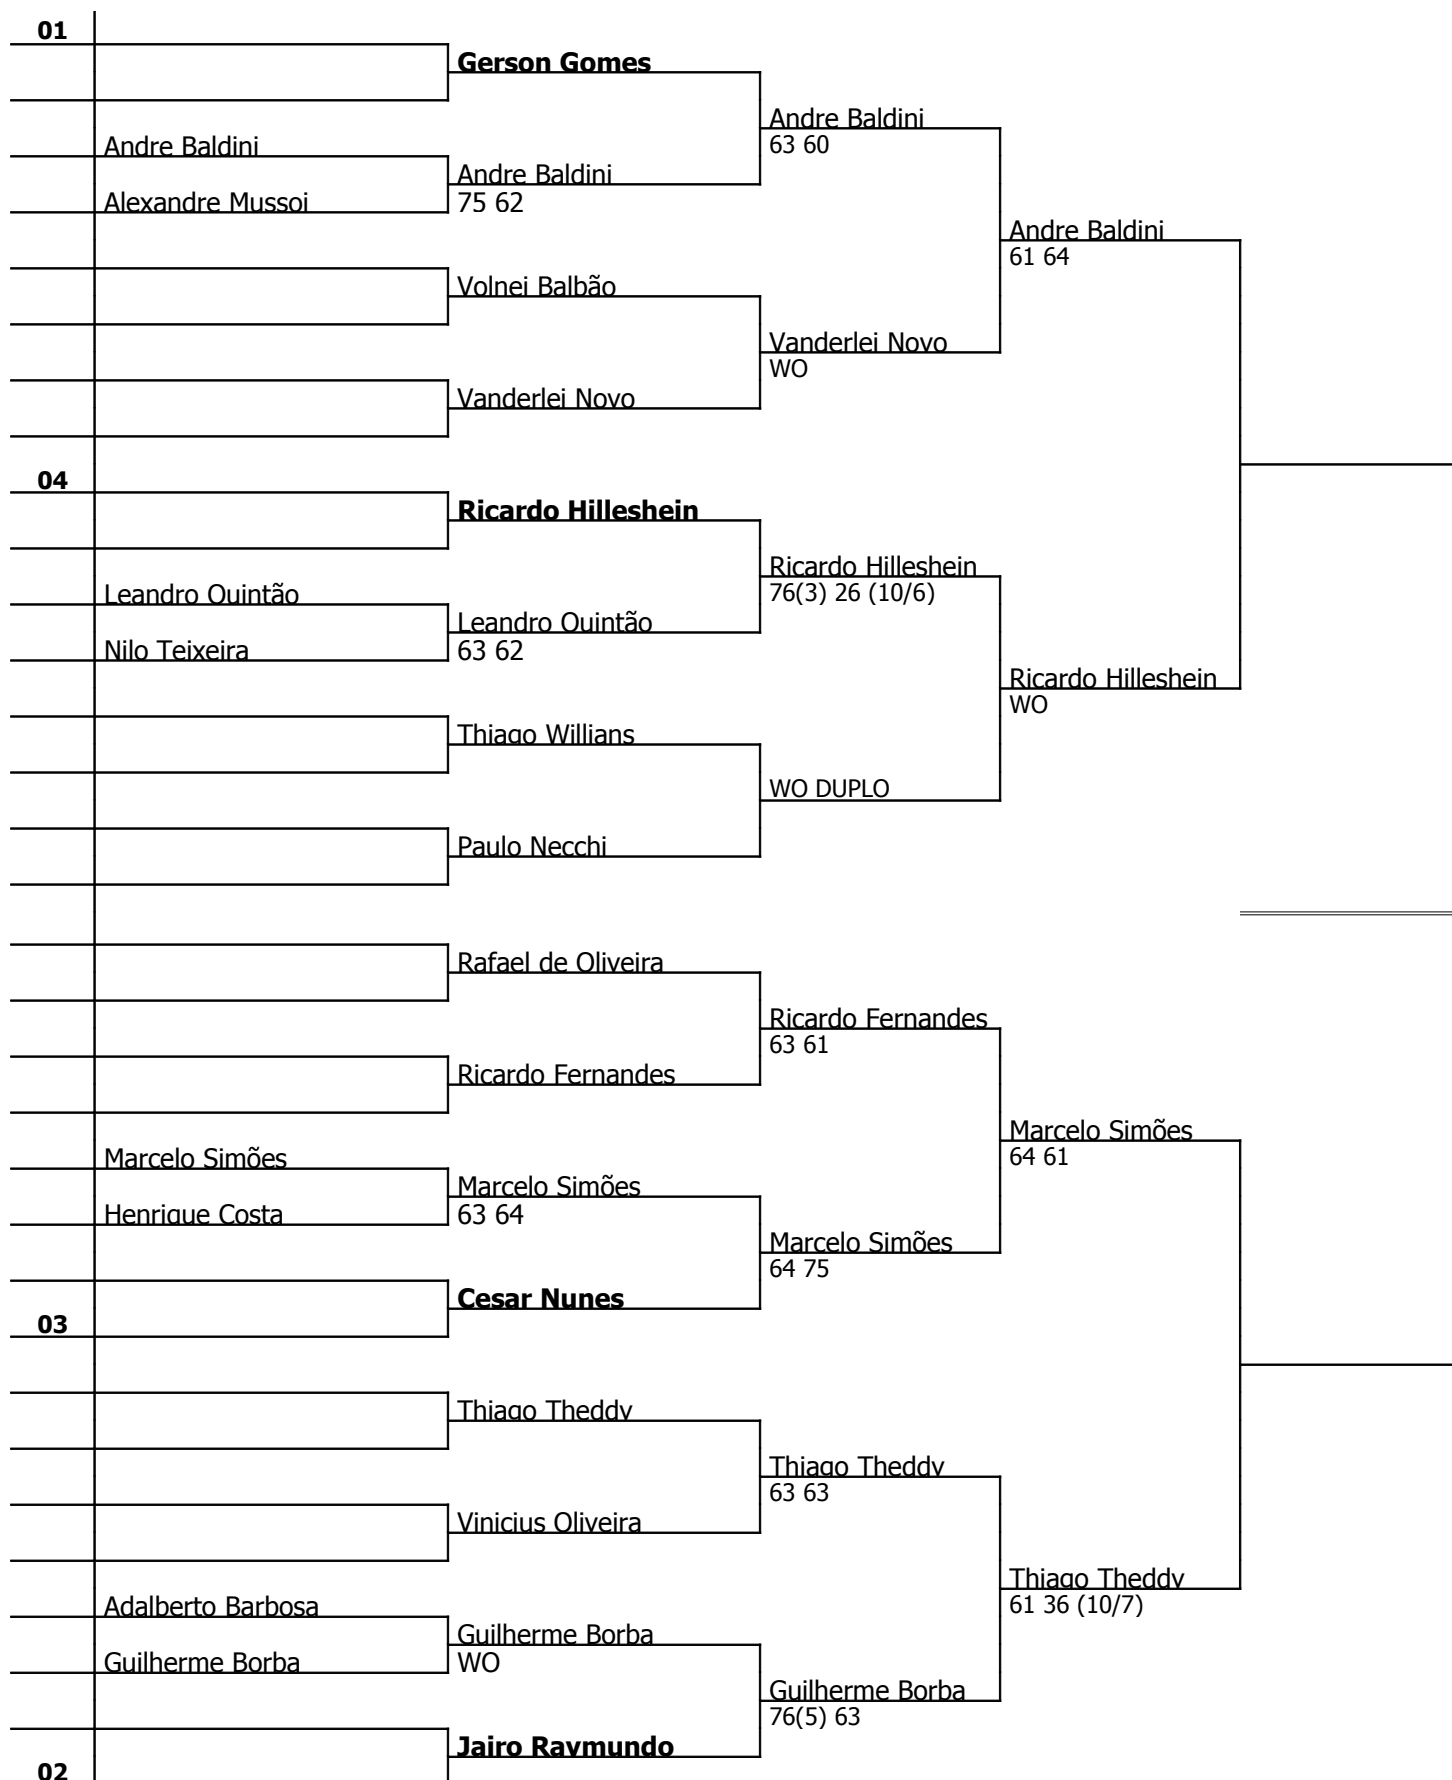 01
Gerson Gomes
Andre Baldini
63 60
Andre Baldini
Andre Baldini
75 62
Alexandre Mussoi
Andre Baldini
61 64
Volnei Balbão
Vanderlei Novo
WO
Vanderlei Novo
04
Ricardo Hilleshein
Ricardo Hilleshein
76(3) 26 (10/6)
Leandro Quintão
Leandro Quintão
63 62
Nilo Teixeira
Ricardo Hilleshein
WO
Thiago Willians
WO DUPLO
Paulo Necchi
Rafael de Oliveira
Ricardo Fernandes
63 61
Ricardo Fernandes
Marcelo Simões
64 61
Marcelo Simões
Marcelo Simões
63 64
Henrique Costa
Marcelo Simões
64 75
Cesar Nunes
03
Thiago Theddy
Thiago Theddy
63 63
Vinicius Oliveira
Thiago Theddy
61 36 (10/7)
Adalberto Barbosa
Guilherme Borba
WO
Guilherme Borba
Guilherme Borba
76(5) 63
Jairo Raymundo
02